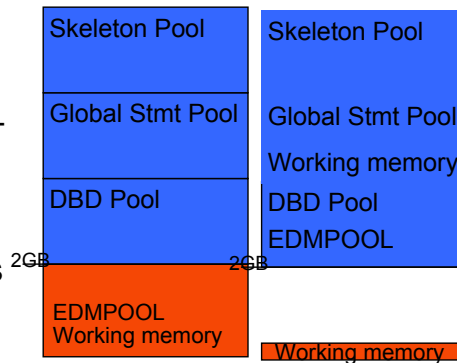 Skeleton Pool
Global Stmt Pool
DBD Pool
2GB
EDMPOOL
Working memory
Skeleton Pool
Global Stmt Pool
Working memory
DBD Pool
EDMPOOL
2GB
Working memory